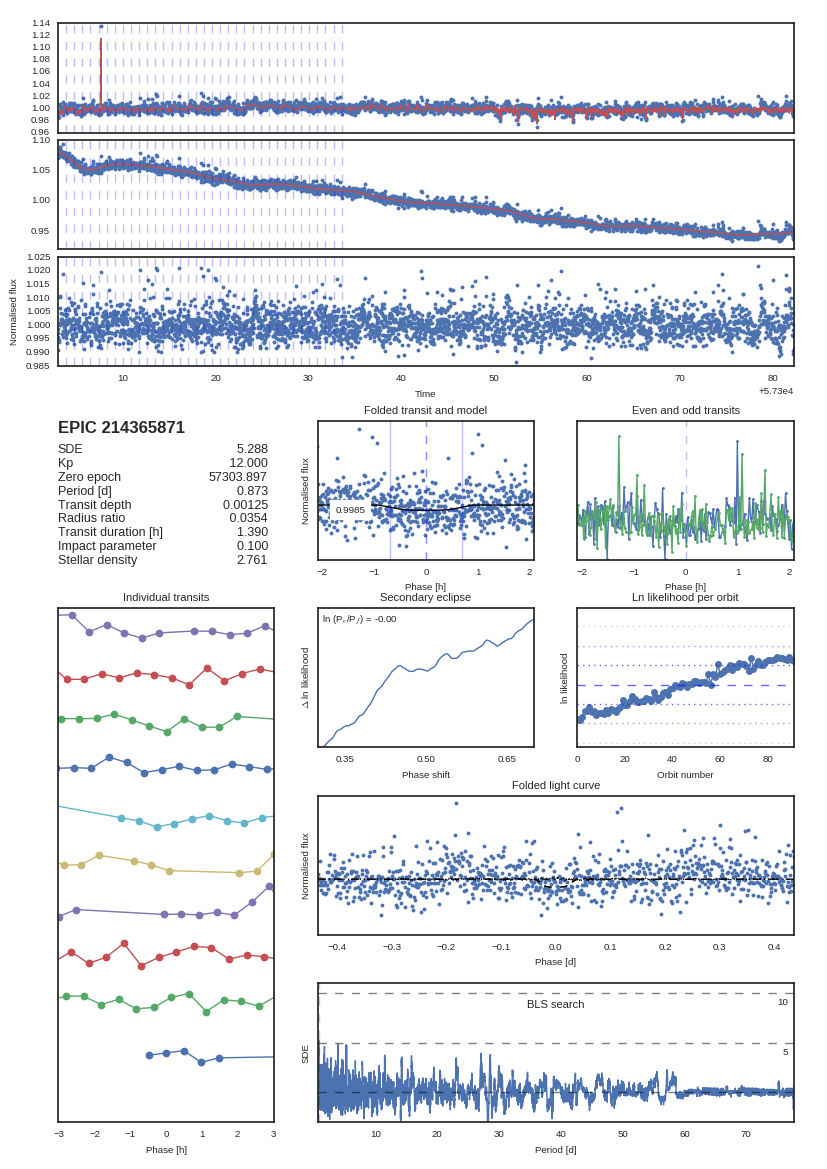 1.14
1.12
1.10
1.08
1.06
1.04
1.02
1.00
0.98
0.96
1.10
1.05
1.00
0.95
1.025
1.020
1.015
1.010
1.005
1.000
0.995
0.990
0.985
Normalised flux
10 20 30 40 50 60 70 80
Time
+5.73e4
EPIC 214365871
SDE 5.288
Kp 12.000
Zero epoch 57303.897
Period [d] 0.873
Transit depth 0.00125
Radius ratio 0.0354
Transit duration [h] 1.390
Impact parameter 0.100
Stellar density 2.761
Folded transit and model
Normalised flux
0.9985
−2 −1 0 1 2
Phase [h]
Even and odd transits
−2 −1 0 1 2
Phase [h]
Individual transits
−3 −2 −1 0 1 2 3
Phase [h]
Secondary eclipse
Δ ln likelihood
0.35 0.50 0.65
Phase shift
Ln likelihood per orbit
ln likelihood
0 20 40 60 80
Orbit number
Folded light curve
Normalised flux
−0.4 −0.3 −0.2 −0.1 0.0 0.1 0.2 0.3 0.4
Phase [d]
BLS search
SDE
10
5
10 20 30 40 50 60 70
Period [d]